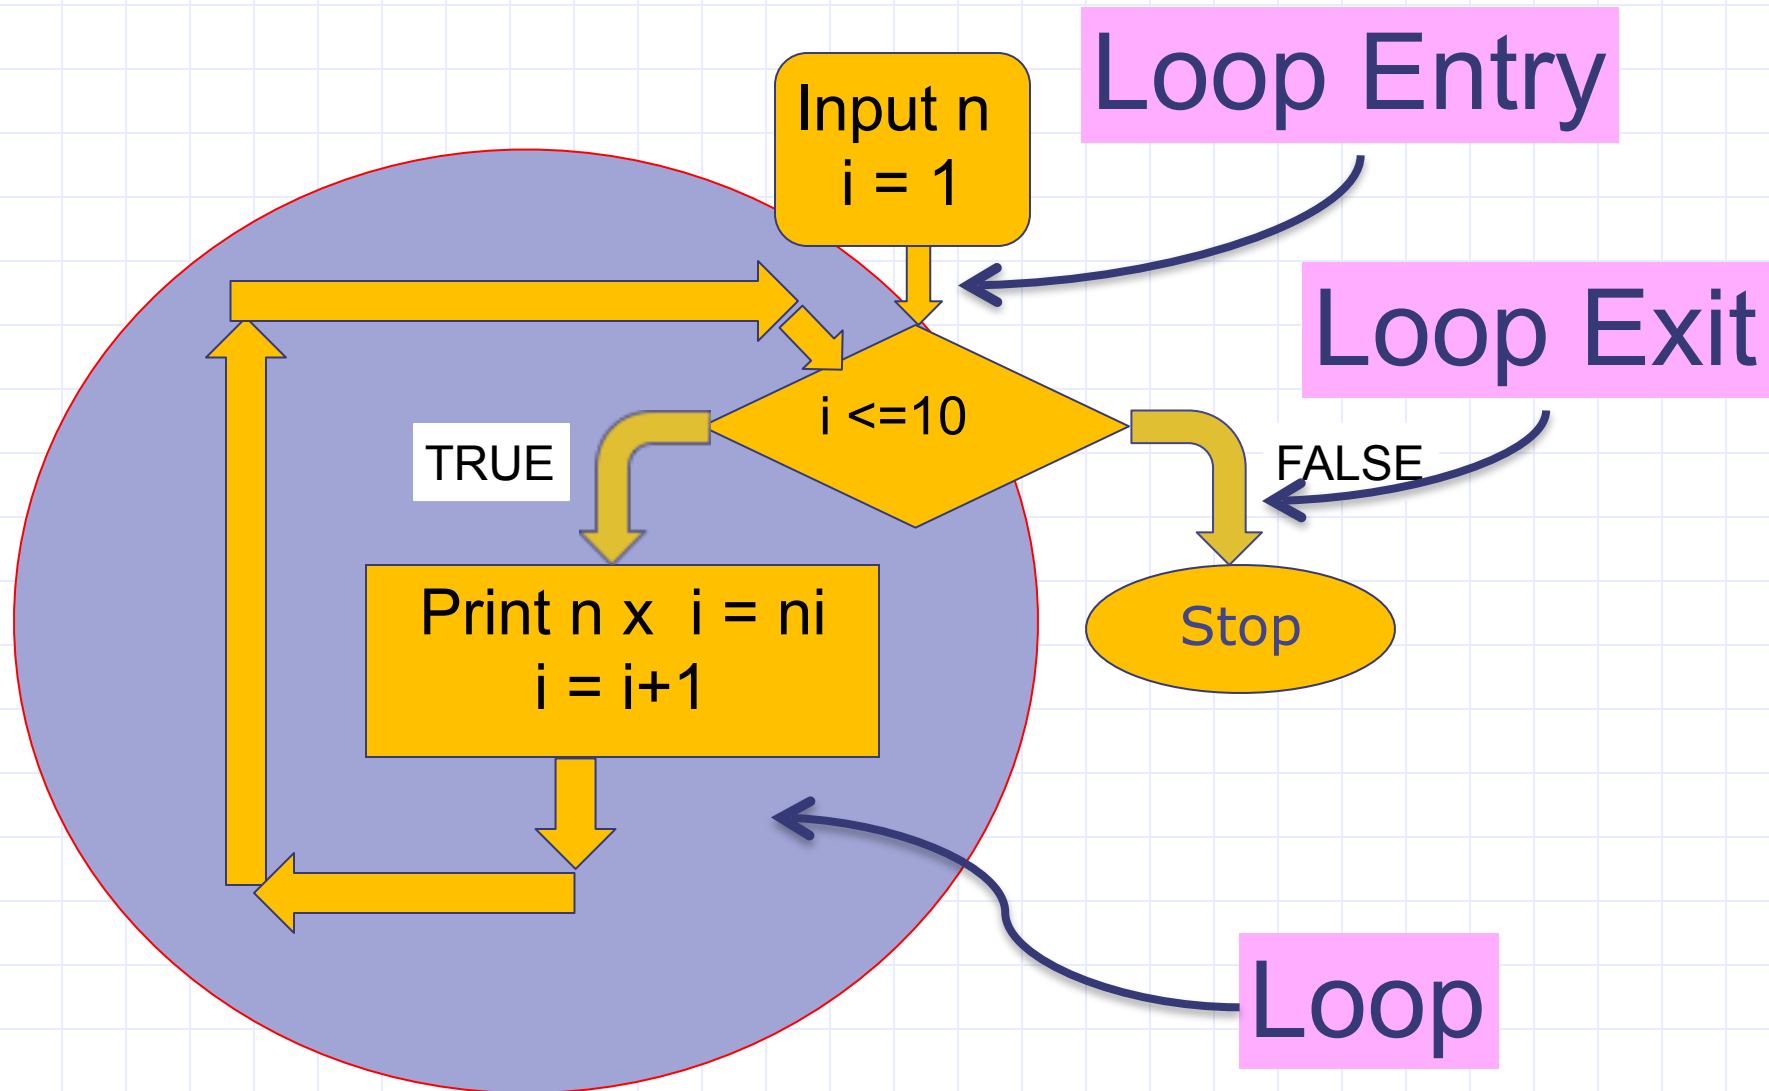 Loop Entry
Input n
i = 1
Loop Exit
i <=10
TRUE
FALSE
Print n x  i = ni
i = i+1
Stop
Loop